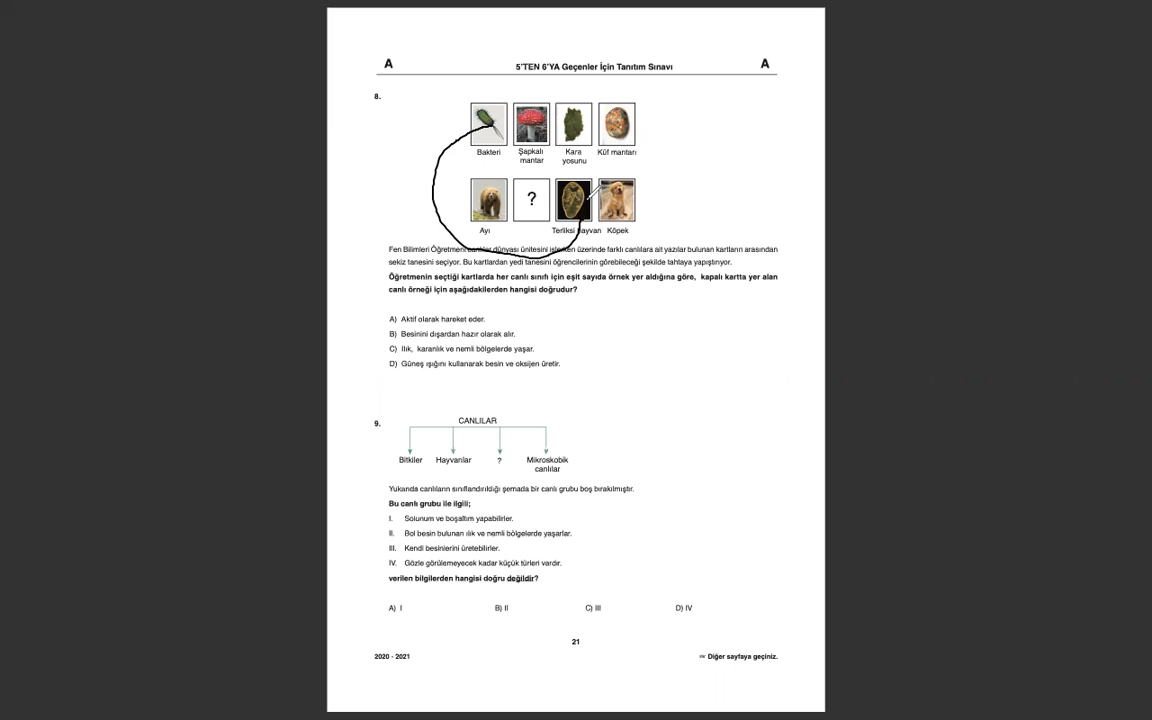 A 5'TEN 6'YA Geçenler İçin Tanıtım Sınavı A
8.
Bakteri Şapkalı mantar Kara yosunu Küf mantarı
?
Ayı Terliksi hayvan Köpek
Fen Bilimleri Öğretmeni canlılar dünyası ünitesini işlerken üzerinde farklı canlılara ait yazılar bulunan kartların arasından
sekiz tanesini seçiyor. Bu kartlardan yedi tanesini öğrencilerinin görebileceği şekilde tahtaya yapıştırıyor.
Öğretmenin seçtiği kartlarda her canlı sınıfı için eşit sayıda örnek yer aldığına göre, kapalı kartta yer alan
canlı örneği için aşağıdakilerden hangisi doğrudur?
A) Aktif olarak hareket eder.
B) Besinini dışardan hazır olarak alır.
C) Ilık, karanlık ve nemli bölgelerde yaşar.
D) Güneş ışığını kullanarak besin ve oksijen üretir.
9.
CANLILAR
Bitkiler Hayvanlar ? Mikroskobik
canlılar
Yukarıda canlıların sınıflandırıldığı şemada bir canlı grubu boş bırakılmıştır.
Bu canlı grubu ile ilgili;
I. Solunum ve boşaltım yapabilirler.
II. Bol besin bulunan ılık ve nemli bölgelerde yaşarlar.
III. Kendi besinlerini üretebilirler.
IV. Gözle görülemeyecek kadar küçük türleri vardır.
verilen bilgilerden hangisi doğru değildir?
A) I B) II C) III D) IV
21
2020 - 2021 Diğer sayfaya geçiniz.